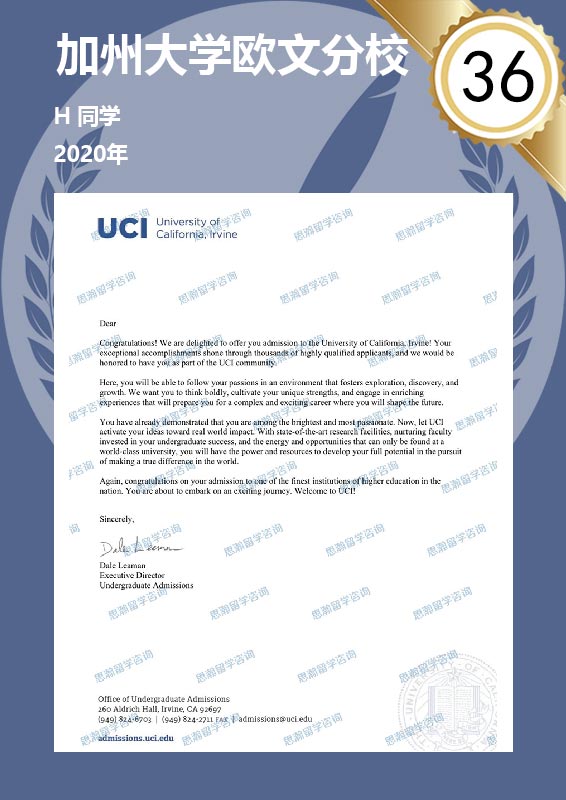 加州大学欧文分校
36
H 同学
2020年
UCI University of
California, Irvine
思瀚留学咨询
Dear
Congratulations! We are delighted to offer you admission to the University of California, Irvine! Your
exceptional accomplishments shone through thousands of highly qualified applicants, and we would be
honored to have you as part of the UCI community.
Here, you will be able to follow your passions in an environment that fosters exploration, discovery, and
growth. We want you to think boldly, cultivate your unique strengths, and engage in enriching
experiences that will prepare you for a complex and exciting career where you will shape the future.
You have already demonstrated that you are among the brightest and most passionate. Now, let UCI
activate your ideas toward real world impact. With state-of-the-art research facilities, nurturing faculty
invested in your undergraduate success, and the energy and opportunities that can only be found at a
world-class university, you will have the power and resources to develop your full potential in the pursuit
of making a true difference in the world.
Again, congratulations on your admission to one of the finest institutions of higher education in the
nation. You are about to embark on an exciting journey. Welcome to UCI!
Sincerely,
Dale Leaman
Dale Leaman
Executive Director
Undergraduate Admissions
Office of Undergraduate Admissions
260 Aldrich Hall, Irvine, CA 92697
(949) 824-6703 | (949) 824-2711 FAX | admissions@uci.edu
admissions.uci.edu